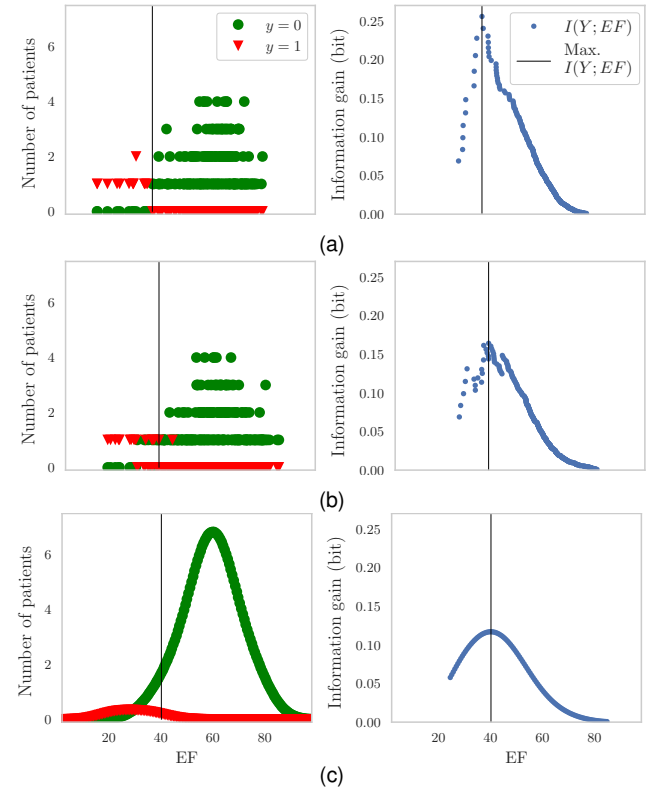 Number of patients
6
4
2
0
y = 0
y = 1
Information gain (bit)
0.25
0.20
0.15
0.10
0.05
0.00
I(Y; EF)
Max.
I(Y; EF)
(a)
Number of patients
6
4
2
0
Information gain (bit)
0.25
0.20
0.15
0.10
0.05
0.00
(b)
Number of patients
6
4
2
0
20 40 60 80
EF
Information gain (bit)
0.25
0.20
0.15
0.10
0.05
0.00
20 40 60 80
EF
(c)